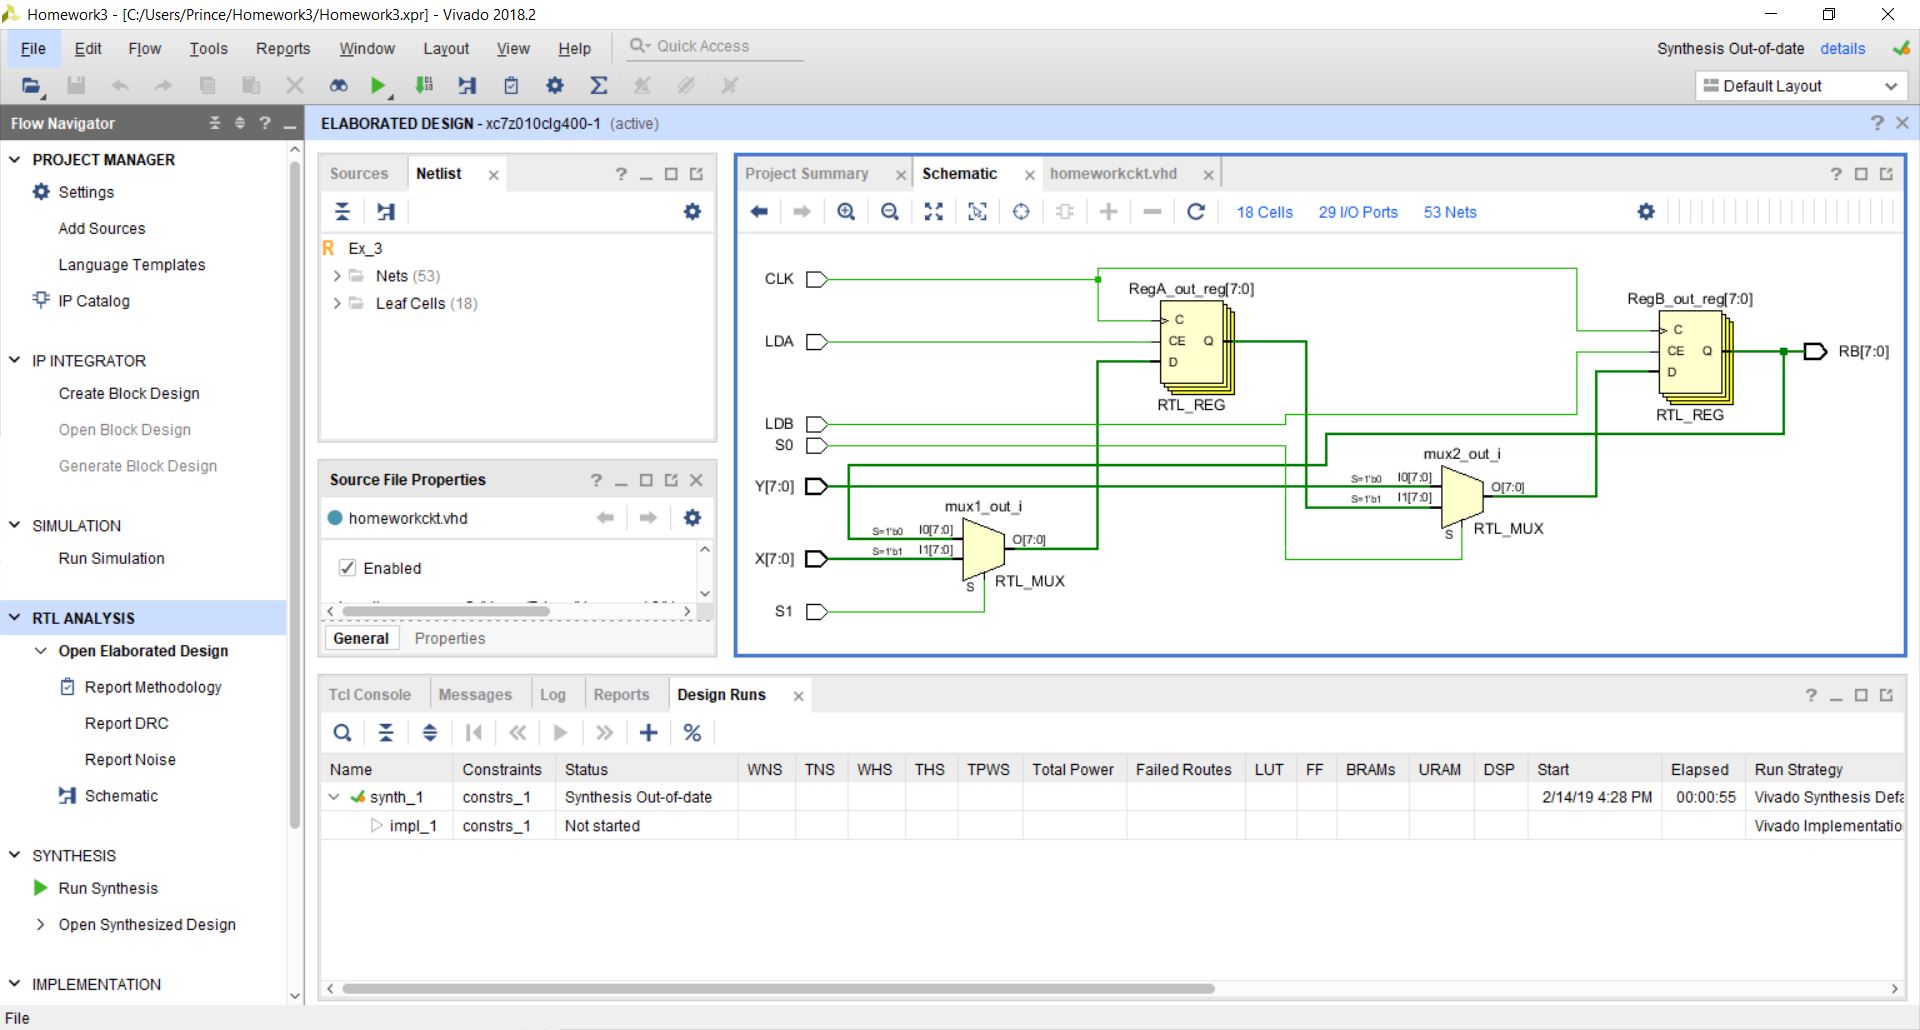 Homework3 - [C:/Users/Prince/Homework3/Homework3.xpr] - Vivado 2018.2
File Edit Flow Tools Reports Window Layout View Help Quick Access
Synthesis Out-of-date details
Default Layout
Flow Navigator
PROJECT MANAGER
Settings
Add Sources
Language Templates
IP Catalog
IP INTEGRATOR
Create Block Design
Open Block Design
Generate Block Design
SIMULATION
Run Simulation
RTL ANALYSIS
Open Elaborated Design
Report Methodology
Report DRC
Report Noise
Schematic
SYNTHESIS
Run Synthesis
Open Synthesized Design
IMPLEMENTATION
ELABORATED DESIGN - xc7z010clg400-1 (active)
Sources Netlist
Ex_3
Nets (53)
Leaf Cells (18)
Source File Properties
homeworkckt.vhd
Enabled
General Properties
Project Summary Schematic homeworkckt.vhd
18 Cells 29 I/O Ports 53 Nets
CLK
RegA_out_reg[7:0]
C
CE Q
D
RTL_REG
RegB_out_reg[7:0]
C
CE Q
D
RTL_REG
RB[7:0]
LDA
LDB
S0
Y[7:0]
X[7:0]
S1
mux1_out_i
S=1'b0 I0[7:0]
S=1'b1 I1[7:0]
O[7:0]
S
RTL_MUX
mux2_out_i
S=1'b0 I0[7:0]
S=1'b1 I1[7:0]
O[7:0]
S
RTL_MUX
Tcl Console Messages Log Reports Design Runs
Name Constraints Status WNS TNS WHS THS TPWS Total Power Failed Routes LUT FF BRAMs URAM DSP Start Elapsed Run Strategy
synth_1 constrs_1 Synthesis Out-of-date 2/14/19 4:28 PM 00:00:55 Vivado Synthesis Defa
impl_1 constrs_1 Not started Vivado Implementatio
File